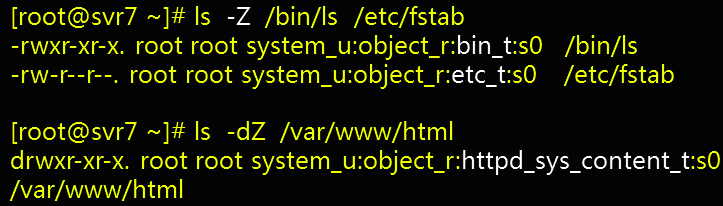 [root@svr7 ~]# ls -Z /bin/ls /etc/fstab
-rwxr-xr-x. root root system_u:object_r:bin_t:s0 /bin/ls
-rw-r--r--. root root system_u:object_r:etc_t:s0 /etc/fstab
[root@svr7 ~]# ls -dZ /var/www/html
drwxr-xr-x. root root system_u:object_r:httpd_sys_content_t:s0
/var/www/html